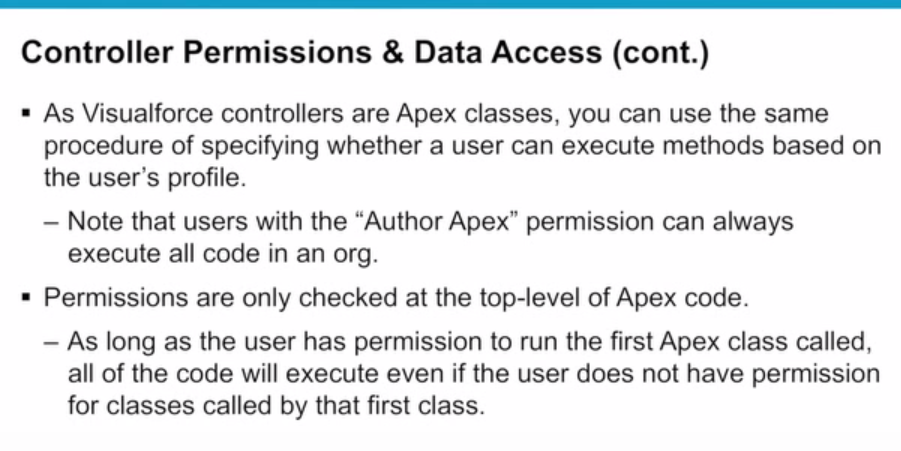 Controller Permissions & Data Access (cont.)
▪ As Visualforce controllers are Apex classes, you can use the same
procedure of specifying whether a user can execute methods based on
the user’s profile.
– Note that users with the “Author Apex” permission can always
execute all code in an org.
▪ Permissions are only checked at the top-level of Apex code.
– As long as the user has permission to run the first Apex class called,
all of the code will execute even if the user does not have permission
for classes called by that first class.